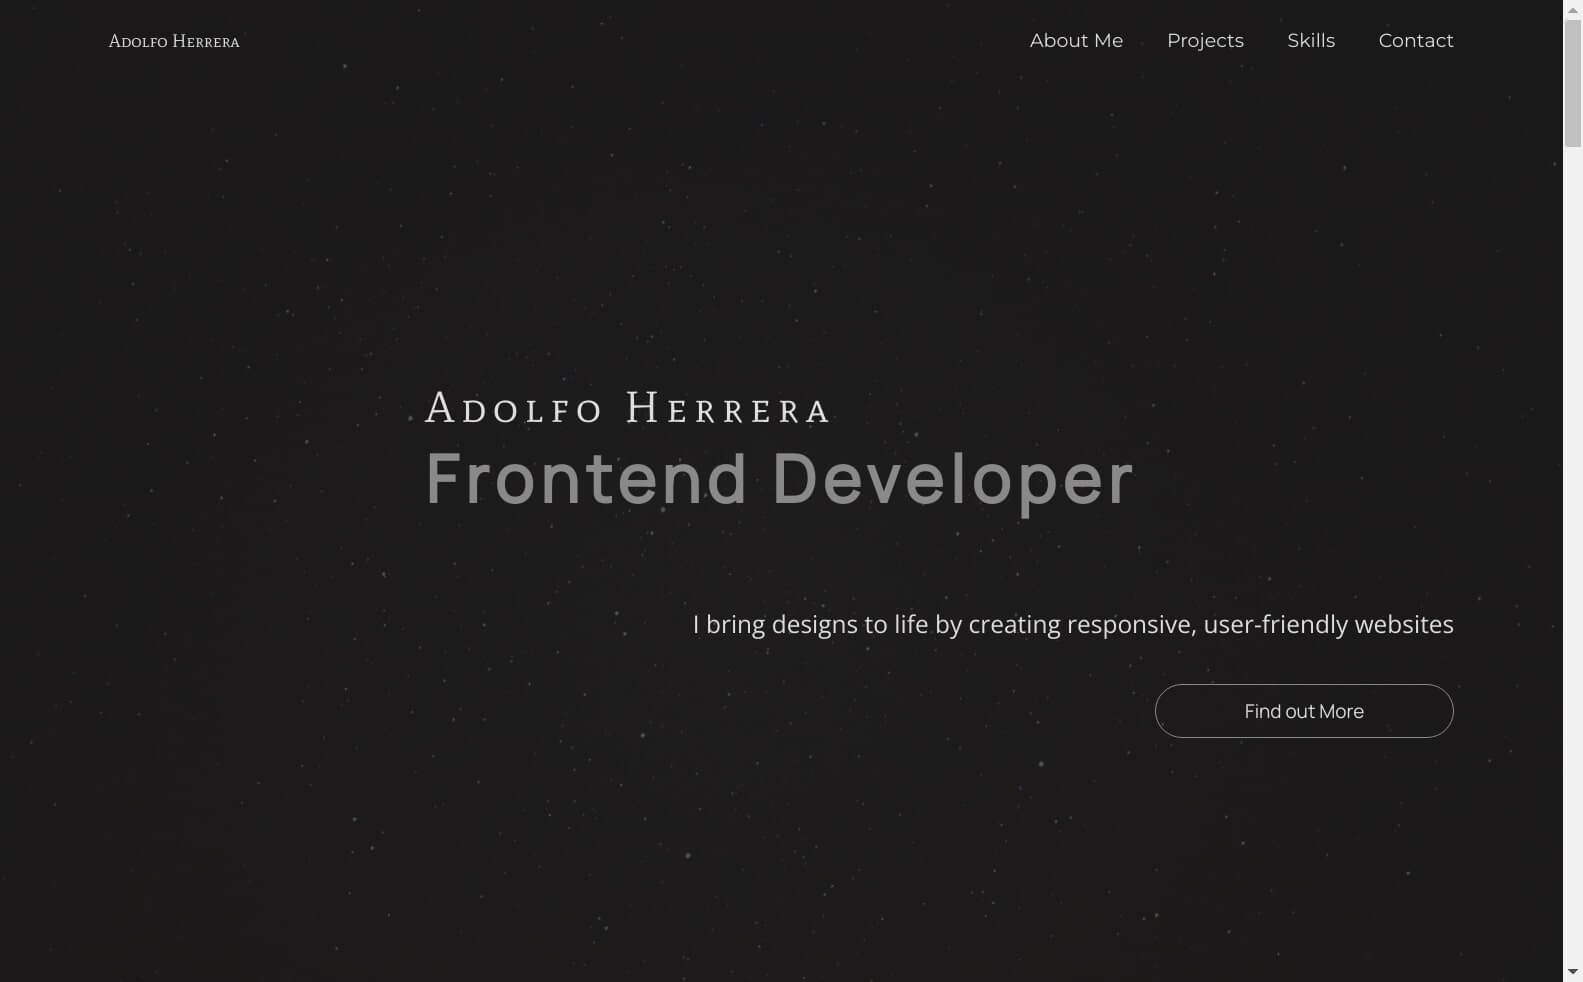 Adolfo Herrera
About Me Projects Skills Contact
Adolfo Herrera
Frontend Developer
I bring designs to life by creating responsive, user-friendly websites
Find out More